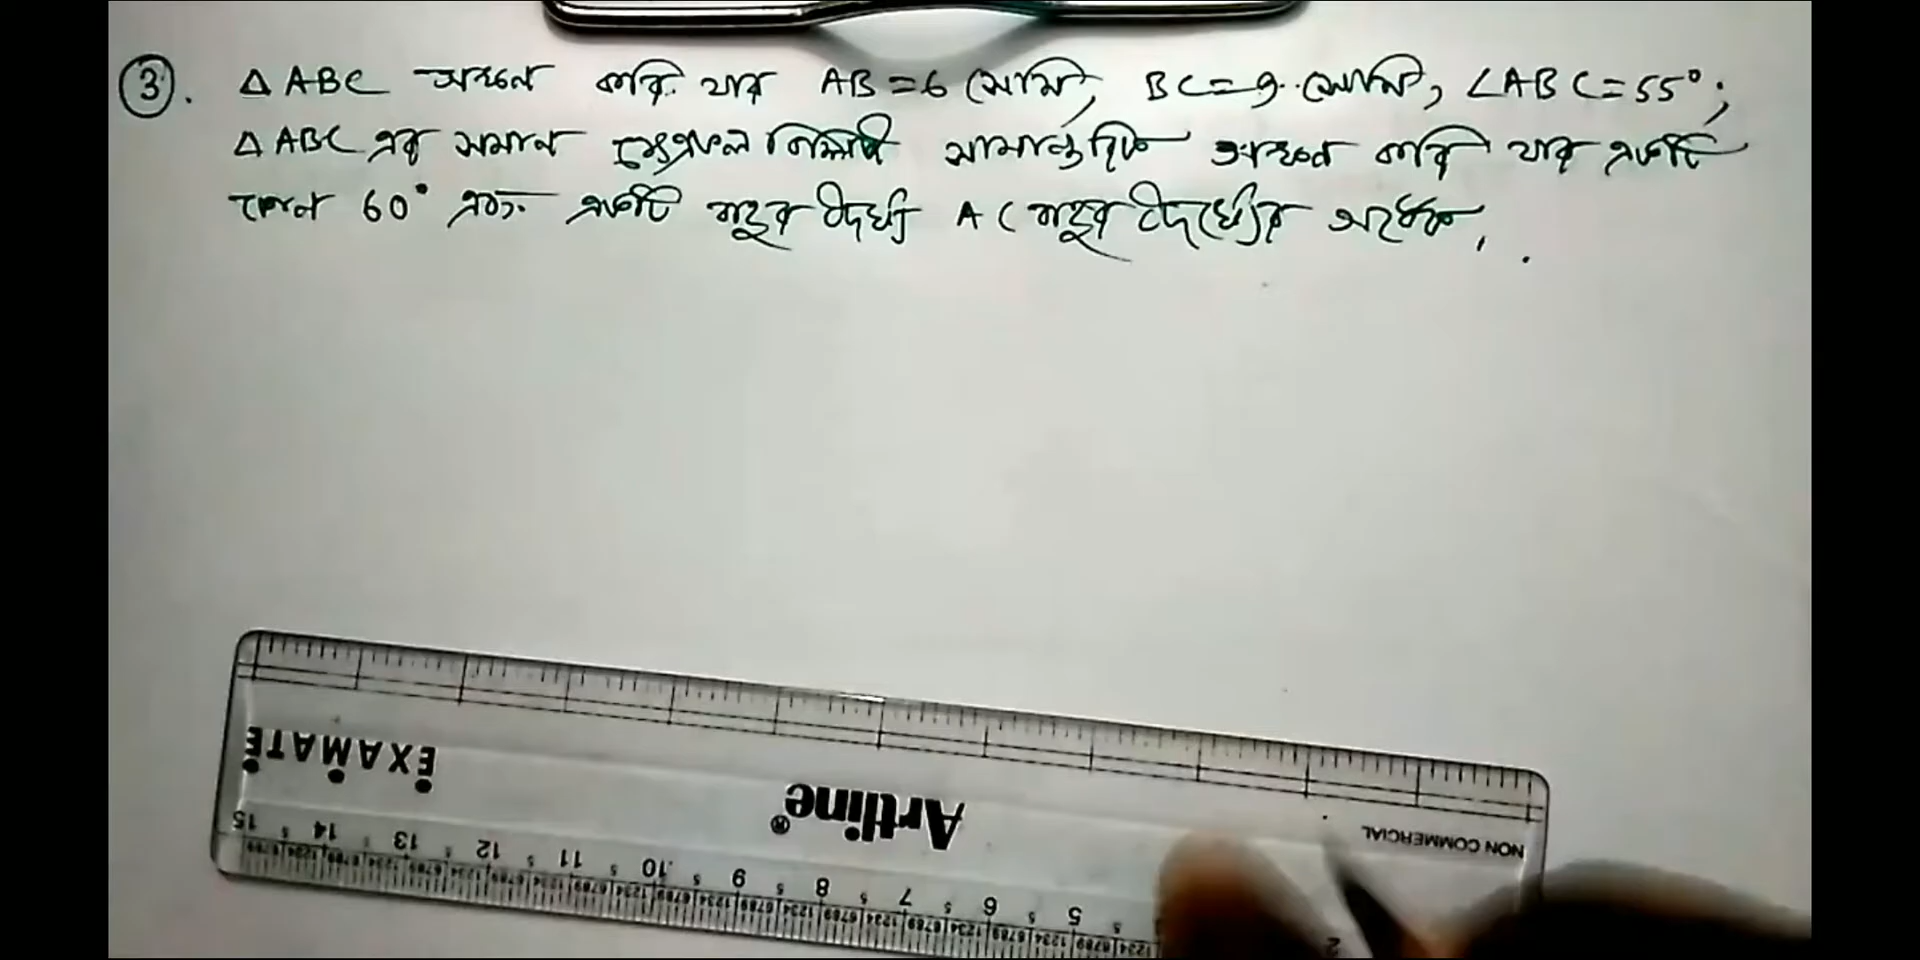 3. △ABC অঙ্কন করি যার AB = 6 সেমি, BC = 9 সেমি, ∠ABC = 55°;
△ABC এর সমান ক্ষেত্রফল বিশিষ্ট সামান্তরিক অঙ্কন করি যার একটি
কোণ 60° এবং একটি বাহুর দৈর্ঘ্য AC বাহুর দৈর্ঘ্যের অর্ধেক।
EXAMATE
Artline®
NON COMMERCIAL
15 14 13 12 11 10 9 8 7 6 5 2